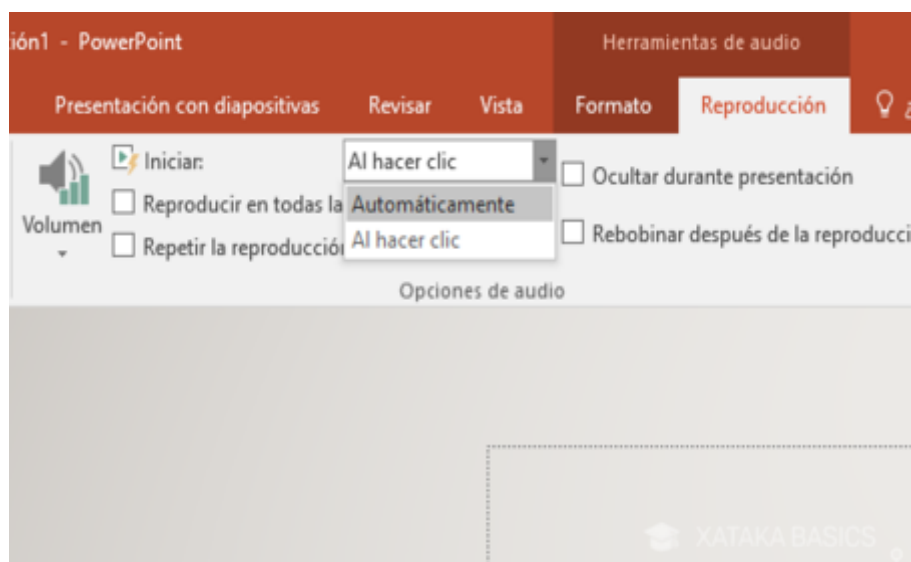 ión1 - PowerPoint
Herramientas de audio
Presentación con diapositivas Revisar Vista Formato Reproducción
Iniciar: Al hacer clic
Ocultar durante presentación
Reproducir en todas la Automáticamente
Volumen
Rebobinar después de la reproducci
Repetir la reproducción Al hacer clic
Opciones de audio
XATAKA BASICS